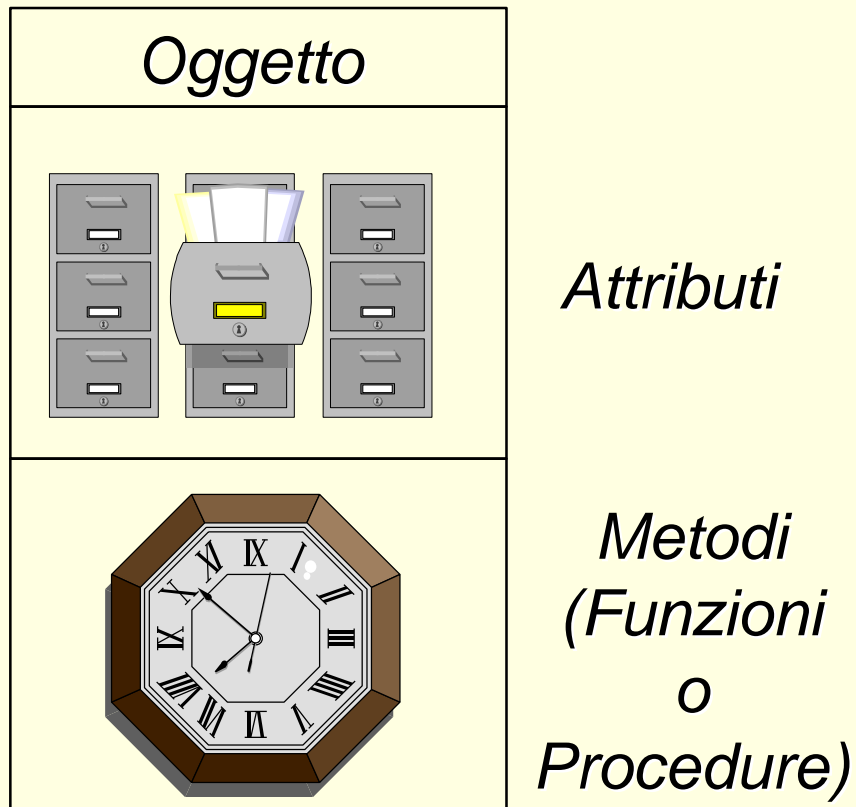 Oggetto
Attributi
Metodi
(Funzioni
o
Procedure)